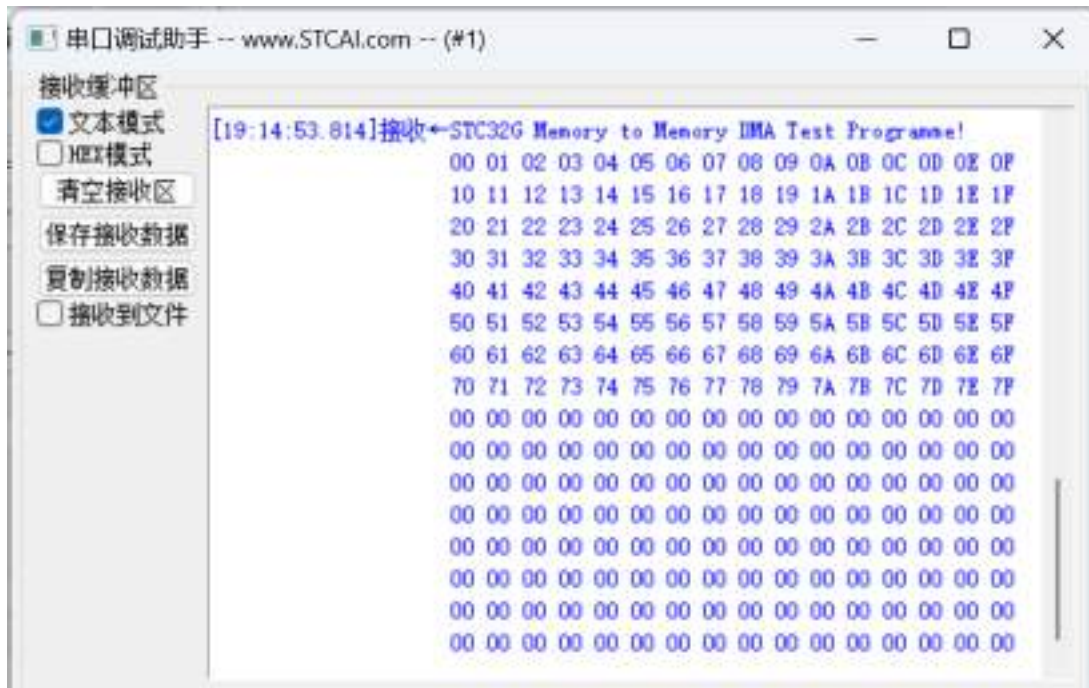 串口调试助手 -- www.STCAI.com -- (#1)
接收缓冲区
文本模式
HEX模式
清空接收区
保存接收数据
复制接收数据
接收到文件
[19:14:53.814]接收←STC32G Memory to Memory DMA Test Programme!
00 01 02 03 04 05 06 07 08 09 0A 0B 0C 0D 0E 0F
10 11 12 13 14 15 16 17 18 19 1A 1B 1C 1D 1E 1F
20 21 22 23 24 25 26 27 28 29 2A 2B 2C 2D 2E 2F
30 31 32 33 34 35 36 37 38 39 3A 3B 3C 3D 3E 3F
40 41 42 43 44 45 46 47 48 49 4A 4B 4C 4D 4E 4F
50 51 52 53 54 55 56 57 58 59 5A 5B 5C 5D 5E 5F
60 61 62 63 64 65 66 67 68 69 6A 6B 6C 6D 6E 6F
70 71 72 73 74 75 76 77 78 79 7A 7B 7C 7D 7E 7F
00 00 00 00 00 00 00 00 00 00 00 00 00 00 00 00
00 00 00 00 00 00 00 00 00 00 00 00 00 00 00 00
00 00 00 00 00 00 00 00 00 00 00 00 00 00 00 00
00 00 00 00 00 00 00 00 00 00 00 00 00 00 00 00
00 00 00 00 00 00 00 00 00 00 00 00 00 00 00 00
00 00 00 00 00 00 00 00 00 00 00 00 00 00 00 00
00 00 00 00 00 00 00 00 00 00 00 00 00 00 00 00
00 00 00 00 00 00 00 00 00 00 00 00 00 00 00 00